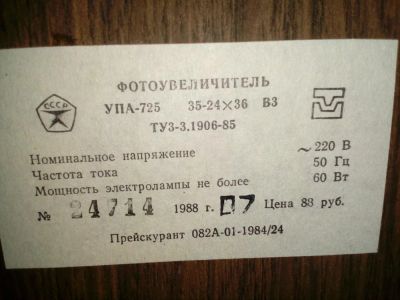 ФОТОУВЕЛИЧИТЕЛЬ
СССР
УПА-725 35-24×36 В3
ТУ3-3.1906-85
Номинальное напряжение ~220 В
Частота тока 50 Гц
Мощность электролампы не более 60 Вт
№ 24714 1988 г. 07 Цена 88 руб.
Прейскурант 082А-01-1984/24